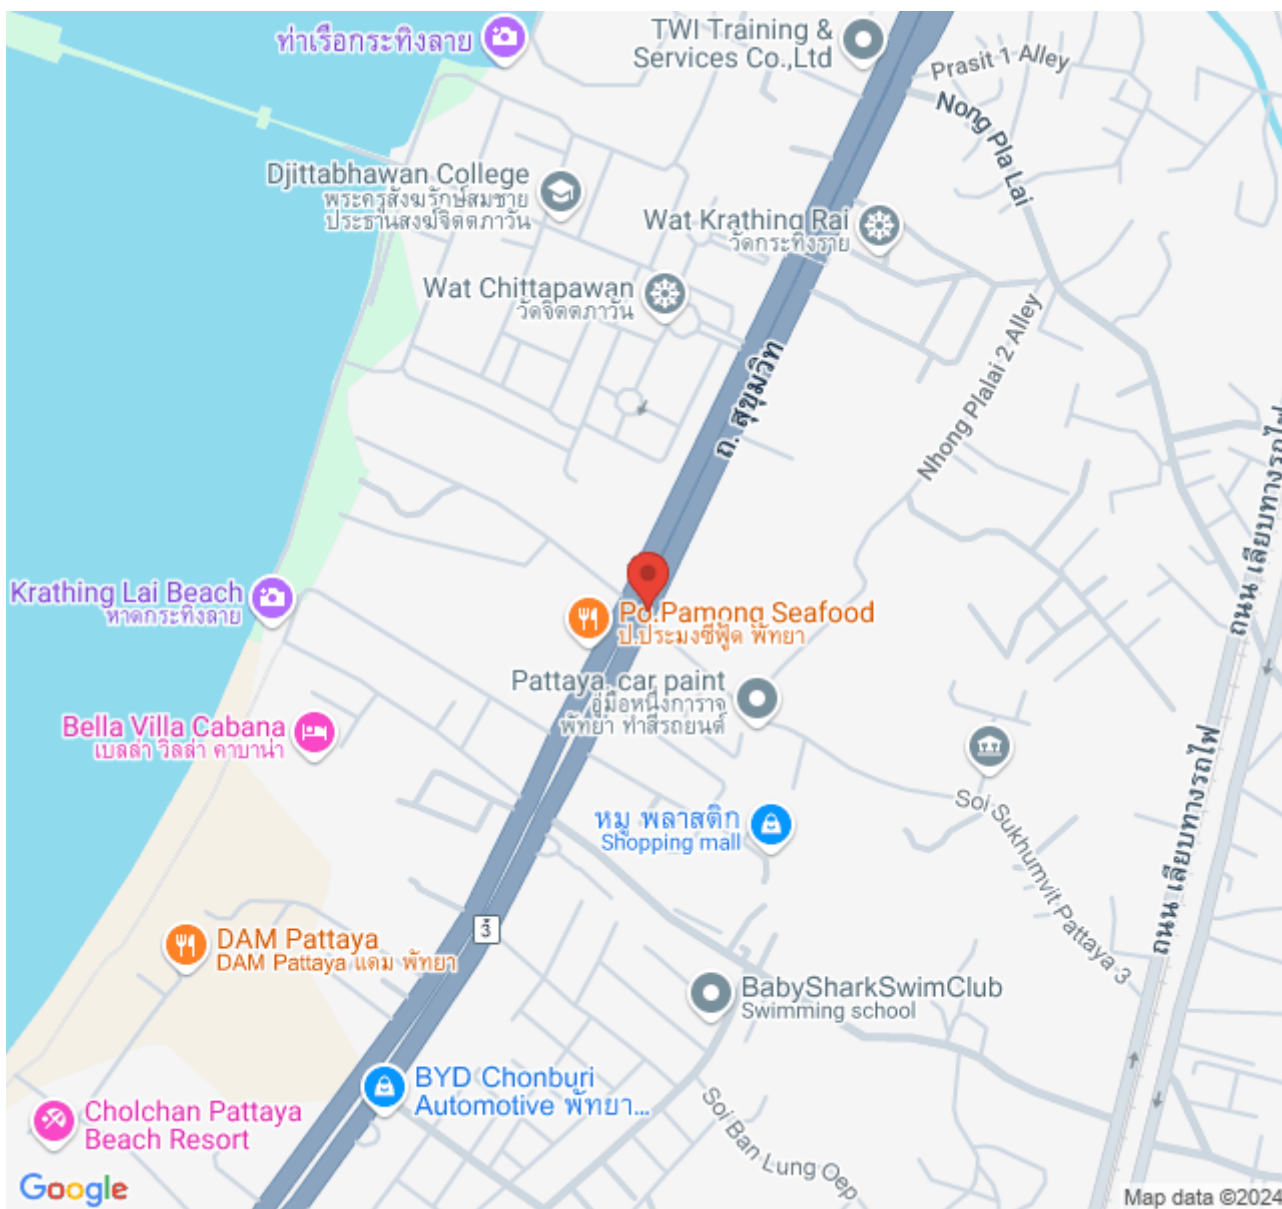 ท่าเรือกระทิงลาย
TWI Training &
Services Co.,Ltd
Prasit 1 Alley
Nong Pla Lai
Djittabhawan College
พระครูสังฆรักษ์สมชาย
ประธานสงฆ์จิตตภาวัน
Wat Krathing Rai
วัดกระทิงราย
Wat Chittapawan
วัดจิตตภาวัน
ถ. สุขุมวิท
Nhong Plalai 2 Alley
ถนน เลียบทางรถไฟ
Krathing Lai Beach
หาดกระทิงลาย
Po.Pamong Seafood
ป.ประมงซีฟู้ด พัทยา
Pattaya car paint
อู่มือหนึ่งการาจ
พัทยา ทำสีรถยนต์
Bella Villa Cabana
เบลล่า วิลล่า คาบาน่า
ถนน เลียบทางรถไฟ
หมู พลาสติก
Shopping mall
Soi Sukhumvit Pattaya 3
3
DAM Pattaya
DAM Pattaya แดม พัทยา
BabySharkSwimClub
Swimming school
BYD Chonburi
Automotive พัทยา...
Cholchan Pattaya
Beach Resort
Soi Ban Lung Oep
Google
Map data ©2024